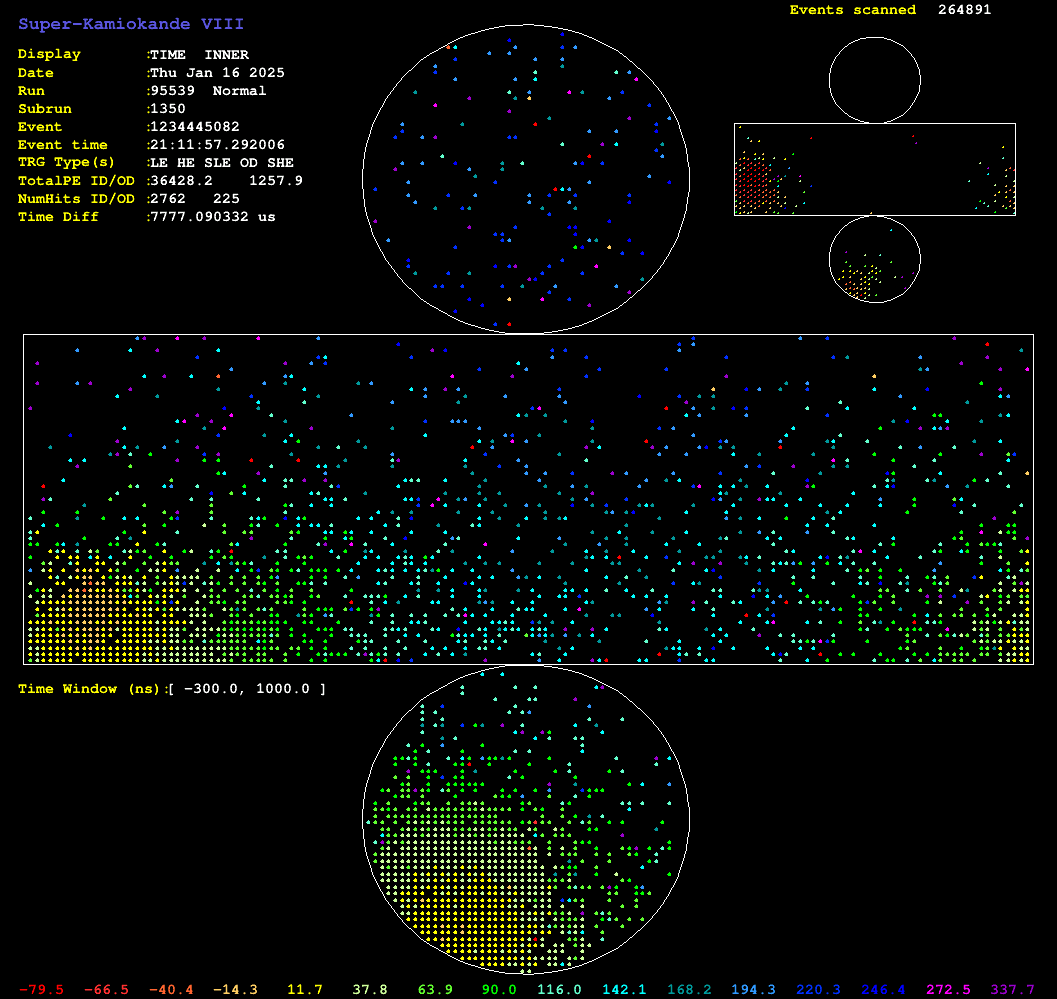 Super-Kamiokande VIII
Events scanned 264891
Display :TIME INNER
Date :Thu Jan 16 2025
Run :95539 Normal
Subrun :1350
Event :1234445082
Event time :21:11:57.292006
TRG Type(s) :LE HE SLE OD SHE
TotalPE ID/OD :36428.2 1257.9
NumHits ID/OD :2762 225
Time Diff :7777.090332 us
Time Window (ns):[ -300.0, 1000.0 ]
-79.5 -66.5 -40.4 -14.3 11.7 37.8 63.9 90.0 116.0 142.1 168.2 194.3 220.3 246.4 272.5 337.7